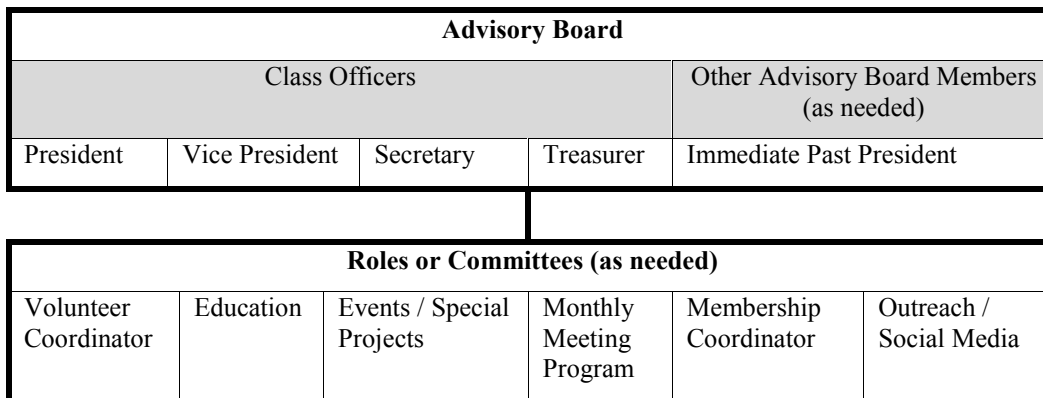 Advisory Board
Class Officers
Other Advisory Board Members
(as needed)
President
Vice President
Secretary
Treasurer
Immediate Past President
Roles or Committees (as needed)
Volunteer
Coordinator
Education
Events / Special
Projects
Monthly
Meeting
Program
Membership
Coordinator
Outreach /
Social Media